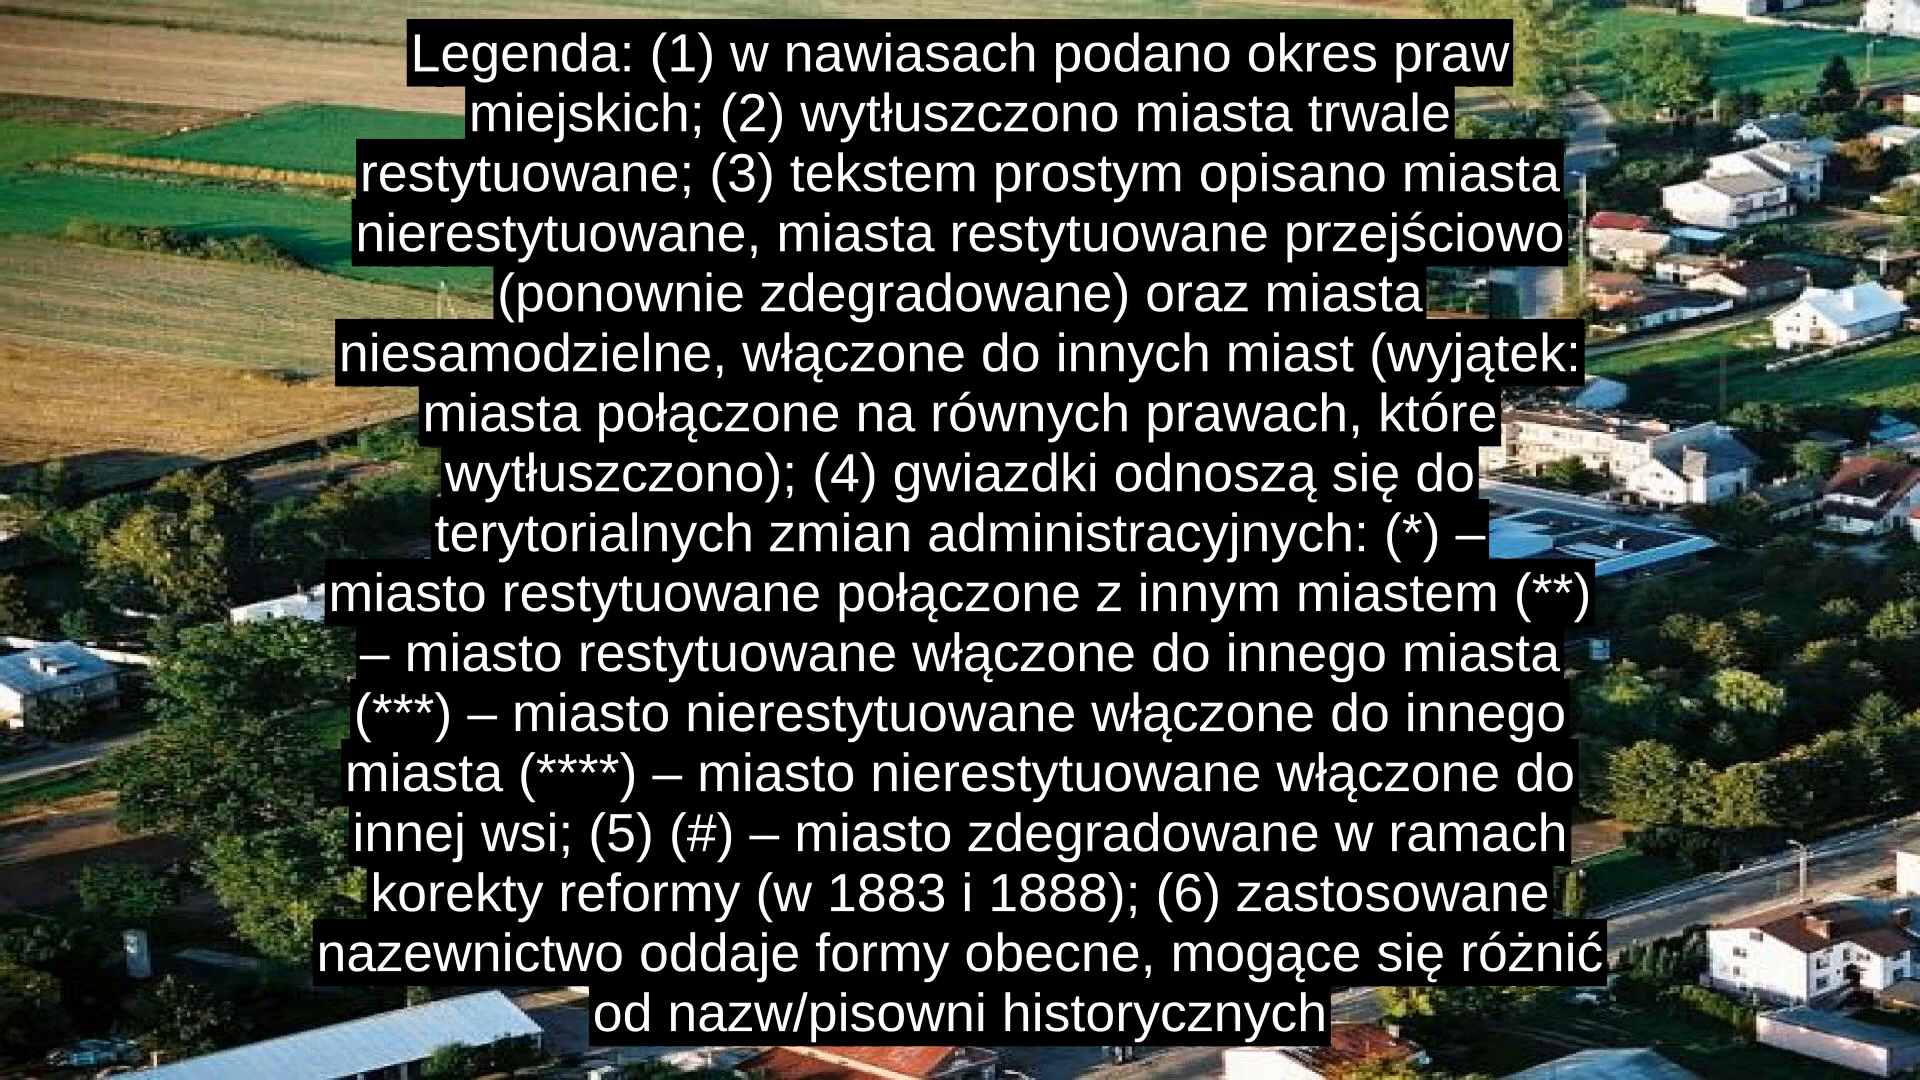 Legenda: (1) w nawiasach podano okres praw
miejskich; (2) wytłuszczono miasta trwale
restytuowane; (3) tekstem prostym opisano miasta
nierestytuowane, miasta restytuowane przejściowo
(ponownie zdegradowane) oraz miasta
niesamodzielne, włączone do innych miast (wyjątek:
miasta połączone na równych prawach, które
wytłuszczono); (4) gwiazdki odnoszą się do
terytorialnych zmian administracyjnych: (*) –
miasto restytuowane połączone z innym miastem (**)
– miasto restytuowane włączone do innego miasta
(***) – miasto nierestytuowane włączone do innego
miasta (****) – miasto nierestytuowane włączone do
innej wsi; (5) (#) – miasto zdegradowane w ramach
korekty reformy (w 1883 i 1888); (6) zastosowane
nazewnictwo oddaje formy obecne, mogące się różnić
od nazw/pisowni historycznych